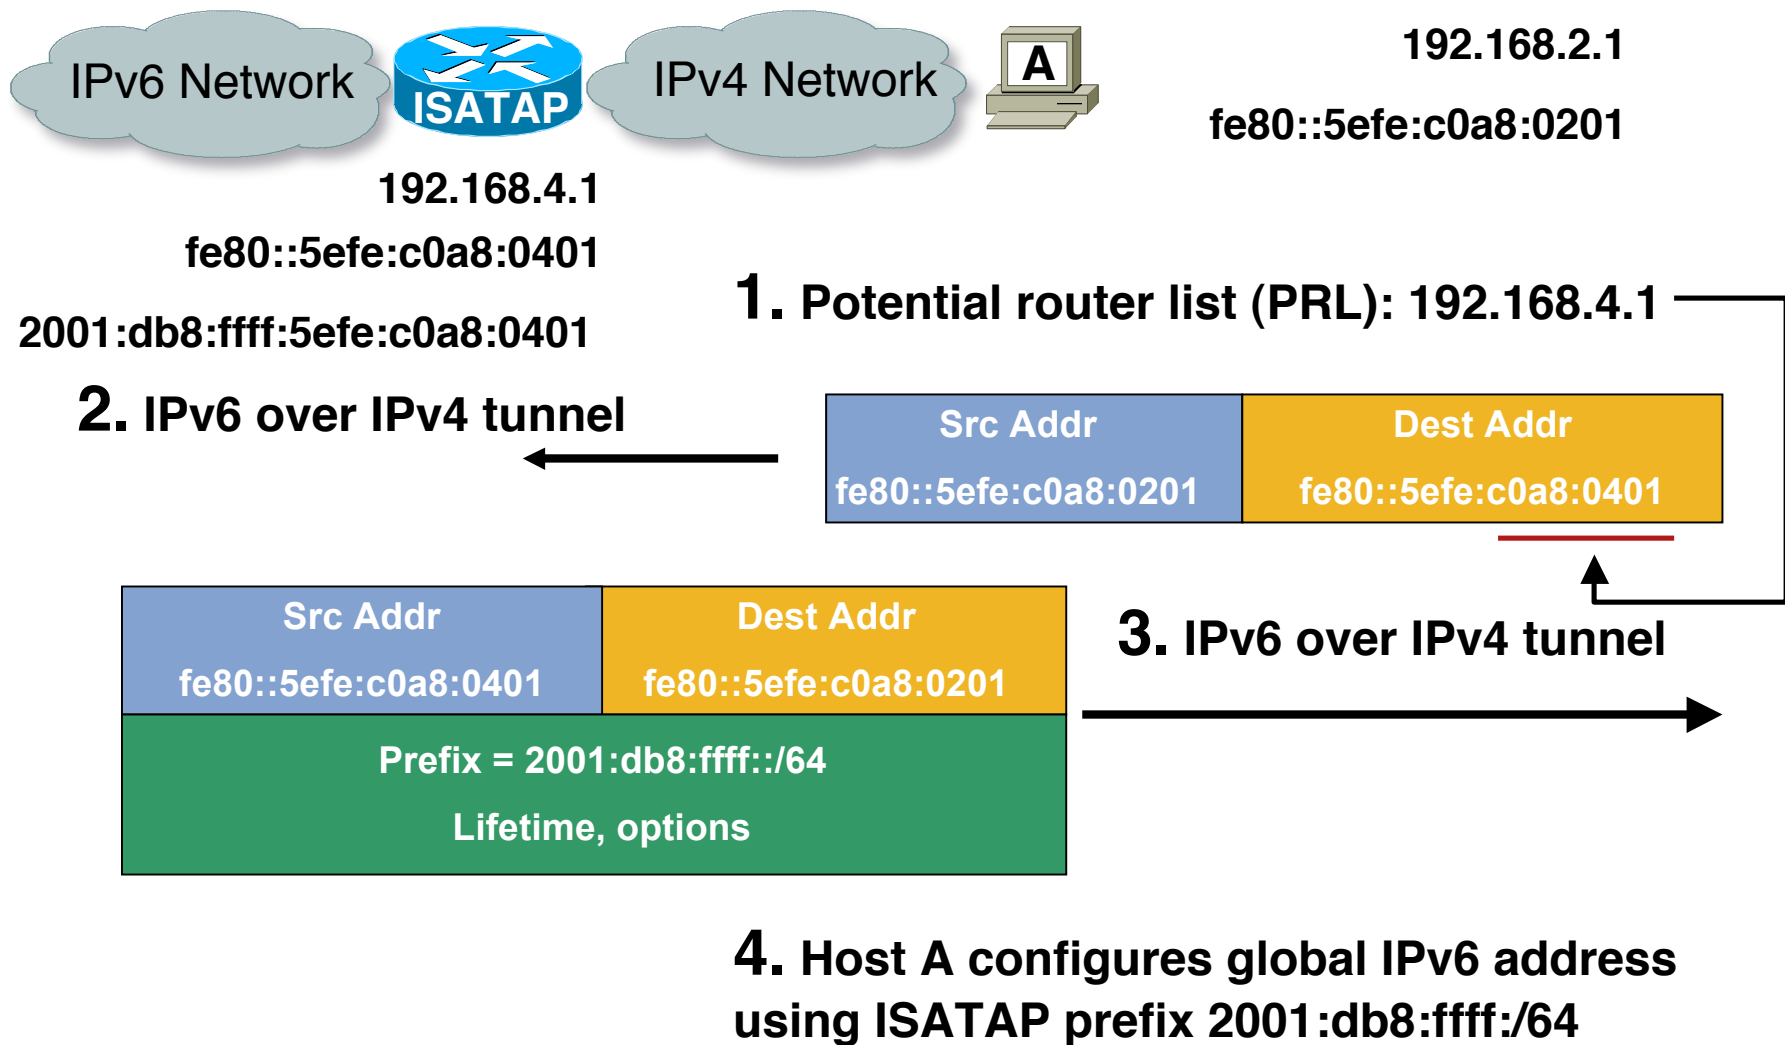 IPv6 Network
ISATAP
IPv4 Network
A
192.168.2.1
fe80::5efe:c0a8:0201
192.168.4.1
fe80::5efe:c0a8:0401
2001:db8:ffff:5efe:c0a8:0401
1. Potential router list (PRL): 192.168.4.1
2. IPv6 over IPv4 tunnel
Src Addr
fe80::5efe:c0a8:0201
Dest Addr
fe80::5efe:c0a8:0401
Src Addr
fe80::5efe:c0a8:0401
Dest Addr
fe80::5efe:c0a8:0201
Prefix = 2001:db8:ffff::/64
Lifetime, options
3. IPv6 over IPv4 tunnel
4. Host A configures global IPv6 address
using ISATAP prefix 2001:db8:ffff:/64